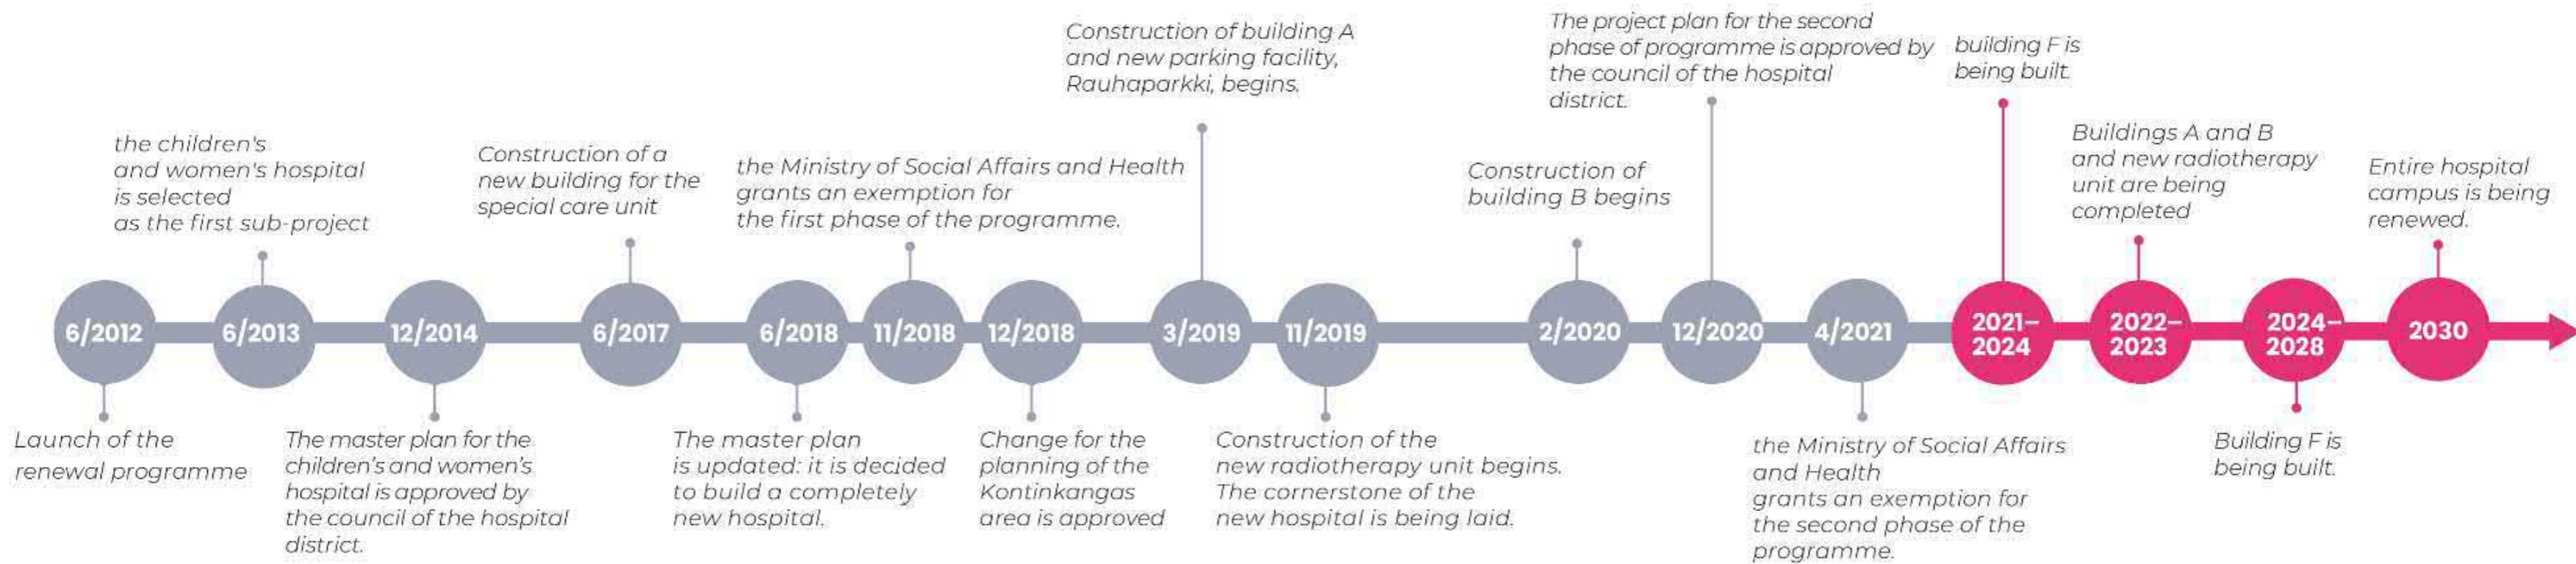 Construction of building A
and new parking facility,
Rauhaparkki, begins.
The project plan for the second
phase of programme is approved by
the council of the hospital
district.
building F is
being built.
the children's
and women's hospital
is selected
as the first sub-project
Construction of a
new building for the
special care unit
the Ministry of Social Affairs and Health
grants an exemption for
the first phase of the programme.
Construction of
building B begins
Buildings A and B
and new radiotherapy
unit are being
completed
Entire hospital
campus is being
renewed.
6/2012
6/2013
12/2014
6/2017
6/2018
11/2018
12/2018
3/2019
11/2019
2/2020
12/2020
4/2021
2021–
2024
2022–
2023
2024–
2028
2030
Launch of the
renewal programme
The master plan for the
children's and women's
hospital is approved by
the council of the hospital
district.
The master plan
is updated: it is decided
to build a completely
new hospital.
Change for the
planning of the
Kontinkangas
area is approved
Construction of the
new radiotherapy unit begins.
The cornerstone of the
new hospital is being laid.
the Ministry of Social Affairs
and Health
grants an exemption for
the second phase of the
programme.
Building F is
being built.